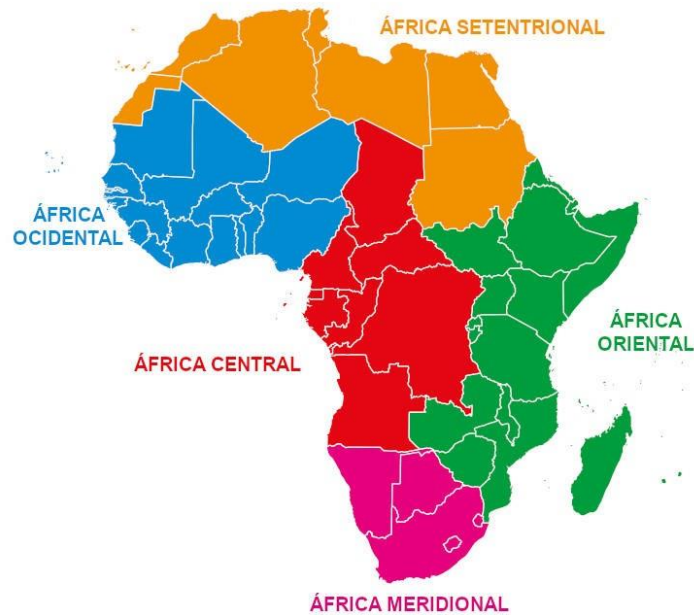 ÁFRICA SETENTRIONAL
ÁFRICA
OCIDENTAL
ÁFRICA
ORIENTAL
ÁFRICA CENTRAL
ÁFRICA MERIDIONAL